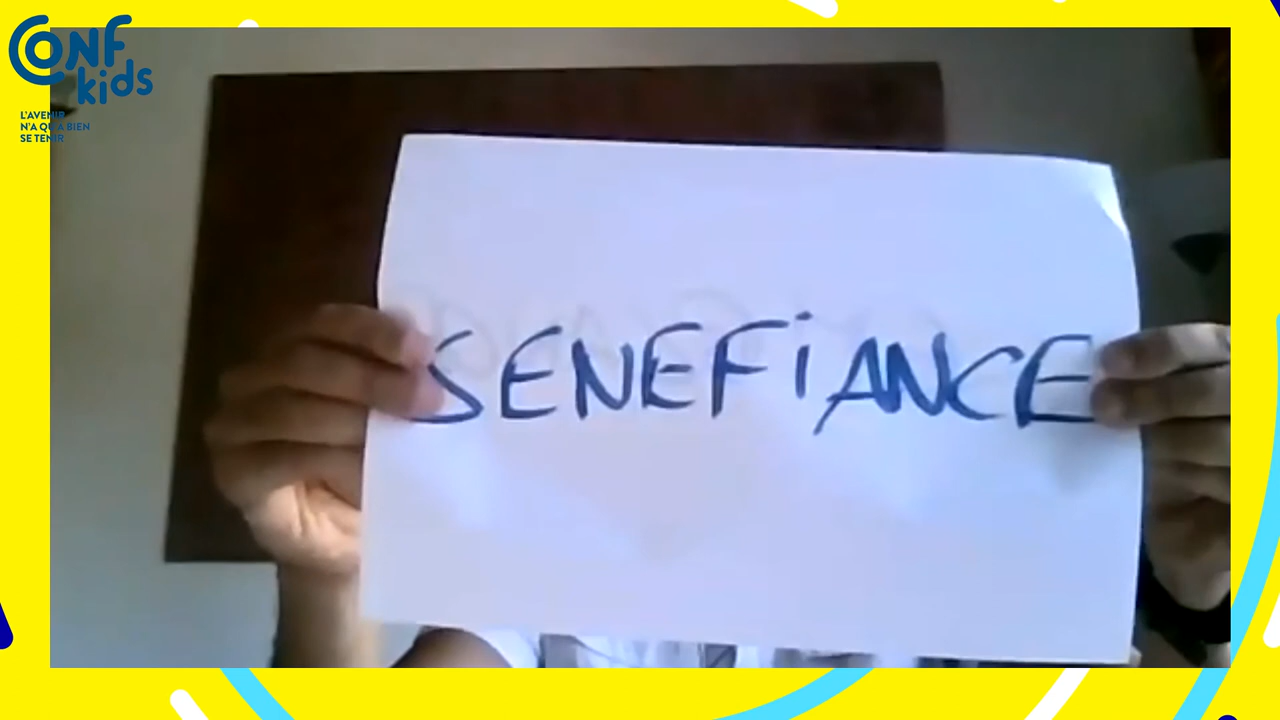 CONF
kids
L'AVENIR
N'A QU'À BIEN
SE TENIR
SENEFiANCE